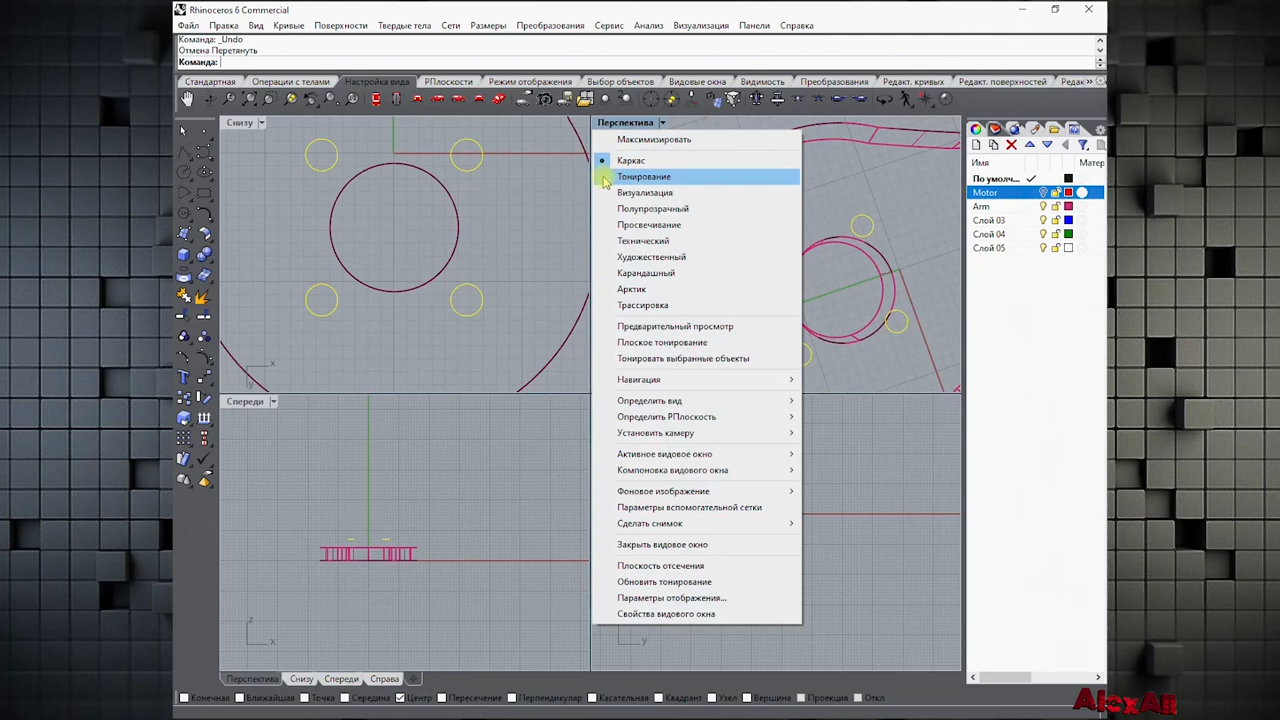 Rhinoceros 6 Commercial
Файл Правка Вид Кривые Поверхности Твердые тела Сети Размеры Преобразования Сервис Анализ Визуализация Панели Справка
Команда: _Undo
Отмена Перетянуть
Команда:
Стандартная Операции с телами Настройка вида РПлоскости Режим отображения Выбор объектов Видовые окна Видимость Преобразования Редакт. кривых Редакт. поверхностей Редак
Снизу
Перспектива
Максимизировать
Каркас
Тонирование
Визуализация
Полупрозрачный
Просвечивание
Технический
Художественный
Карандашный
Арктик
Трассировка
Предварительный просмотр
Плоское тонирование
Тонировать выбранные объекты
Навигация
Определить вид
Определить РПлоскость
Установить камеру
Активное видовое окно
Компоновка видового окна
Фоновое изображение
Параметры вспомогательной сетки
Сделать снимок
Закрыть видовое окно
Плоскость отсечения
Обновить тонирование
Параметры отображения...
Свойства видового окна
Имя Матер
По умолч...
Motor
Arm
Слой 03
Слой 04
Слой 05
x
y
Спереди
z
x
y
Перспектива Снизу Спереди Справа
Конечная Ближайшая Точка Середина Центр Пересечение Перпендикуляр Касательная Квадрант Узел Вершина Проекция Откл
AlexAll